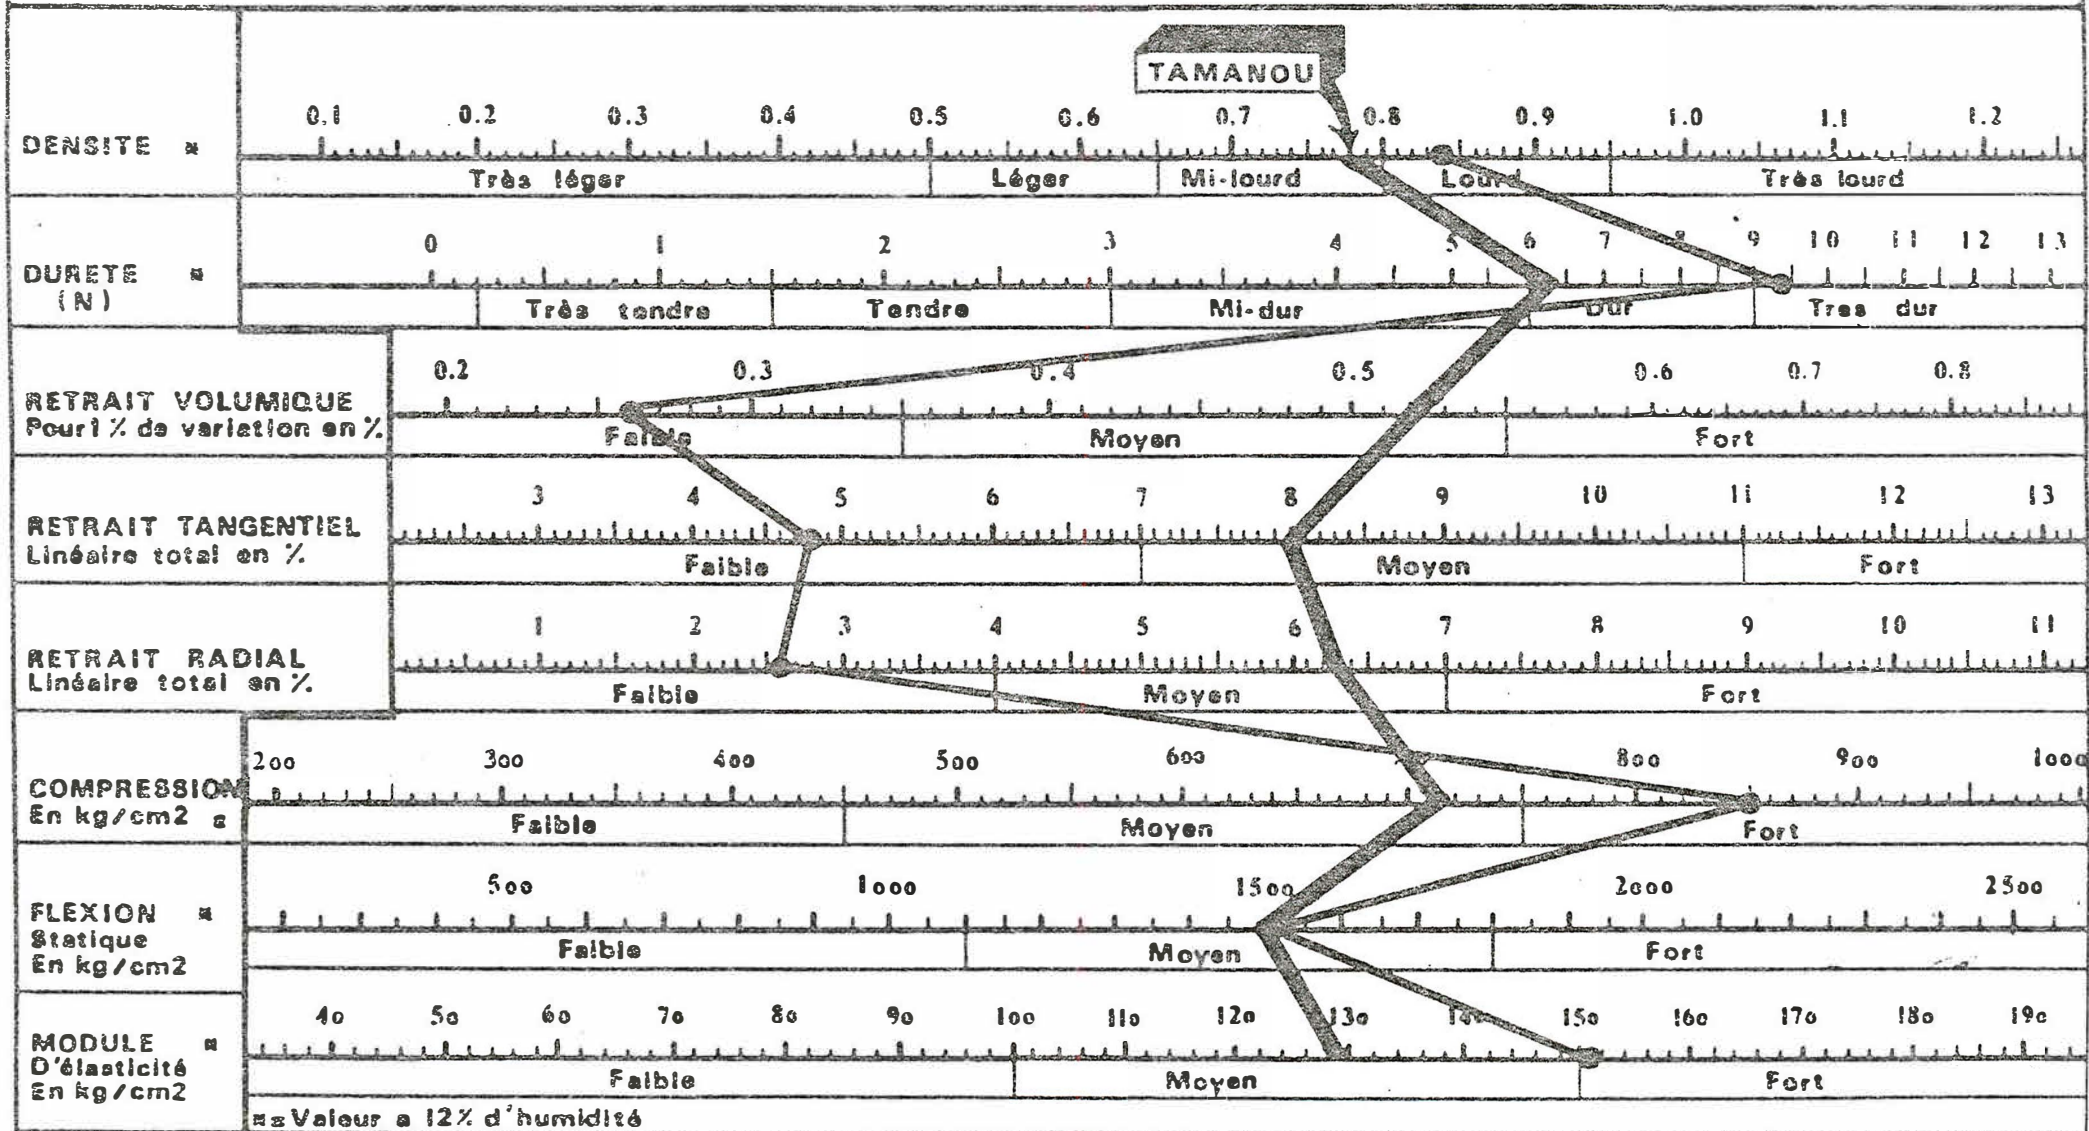 TAMANOU
0.1 0.2 0.3 0.4 0.5 0.6 0.7 0.8 0.9 1.0 1.1 1.2
DENSITE ¤
Très léger Léger Mi-lourd Lourd Très lourd
0 1 2 3 4 5 6 7 8 9 10 11 12 13
DURETE ¤
(N)
Très tendre Tendre Mi-dur Dur Tres dur
0.2 0.3 0.4 0.5 0.6 0.7 0.8
RETRAIT VOLUMIQUE
Pour 1 % de variation en %
Faible Moyen Fort
3 4 5 6 7 8 9 10 11 12 13
RETRAIT TANGENTIEL
Linéaire total en %
Faible Moyen Fort
1 2 3 4 5 6 7 8 9 10 11
RETRAIT RADIAL
Linéaire total en %
Faible Moyen Fort
200 300 400 500 600 800 900 1000
COMPRESSION
En kg/cm2 ¤
Faible Moyen Fort
500 1000 1500 2000 2500
FLEXION ¤
Statique
En kg/cm2
Faible Moyen Fort
40 50 60 70 80 90 100 110 120 130 140 150 160 170 180 190
MODULE ¤
D'élasticité
En kg/cm2
Faible Moyen Fort
¤=Valeur a 12% d'humidité